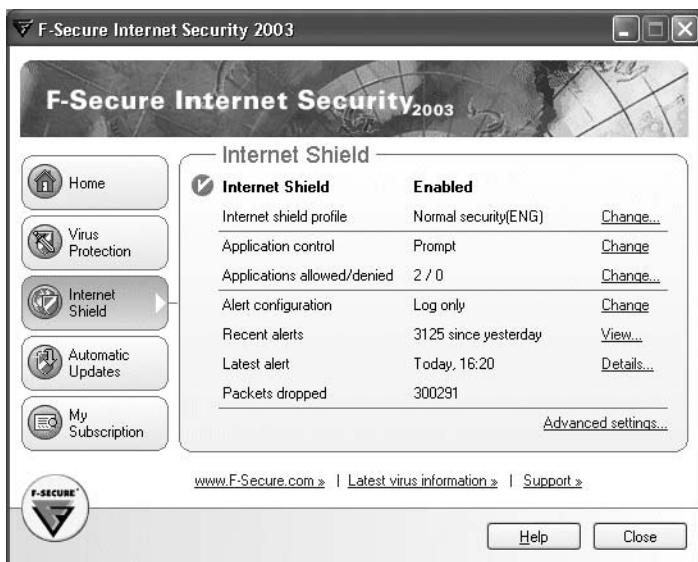 F-Secure Internet Security 2003
F-Secure Internet Security 2003
Home
Virus
Protection
Internet
Shield
Automatic
Updates
My
Subscription
Internet Shield
Internet Shield Enabled
Internet shield profile Normal security(ENG) Change...
Application control Prompt Change
Applications allowed/denied 2 / 0 Change...
Alert configuration Log only Change
Recent alerts 3125 since yesterday View...
Latest alert Today, 16:20 Details...
Packets dropped 300291
Advanced settings...
www.F-Secure.com » | Latest virus information » | Support »
F-SECURE®
Help Close